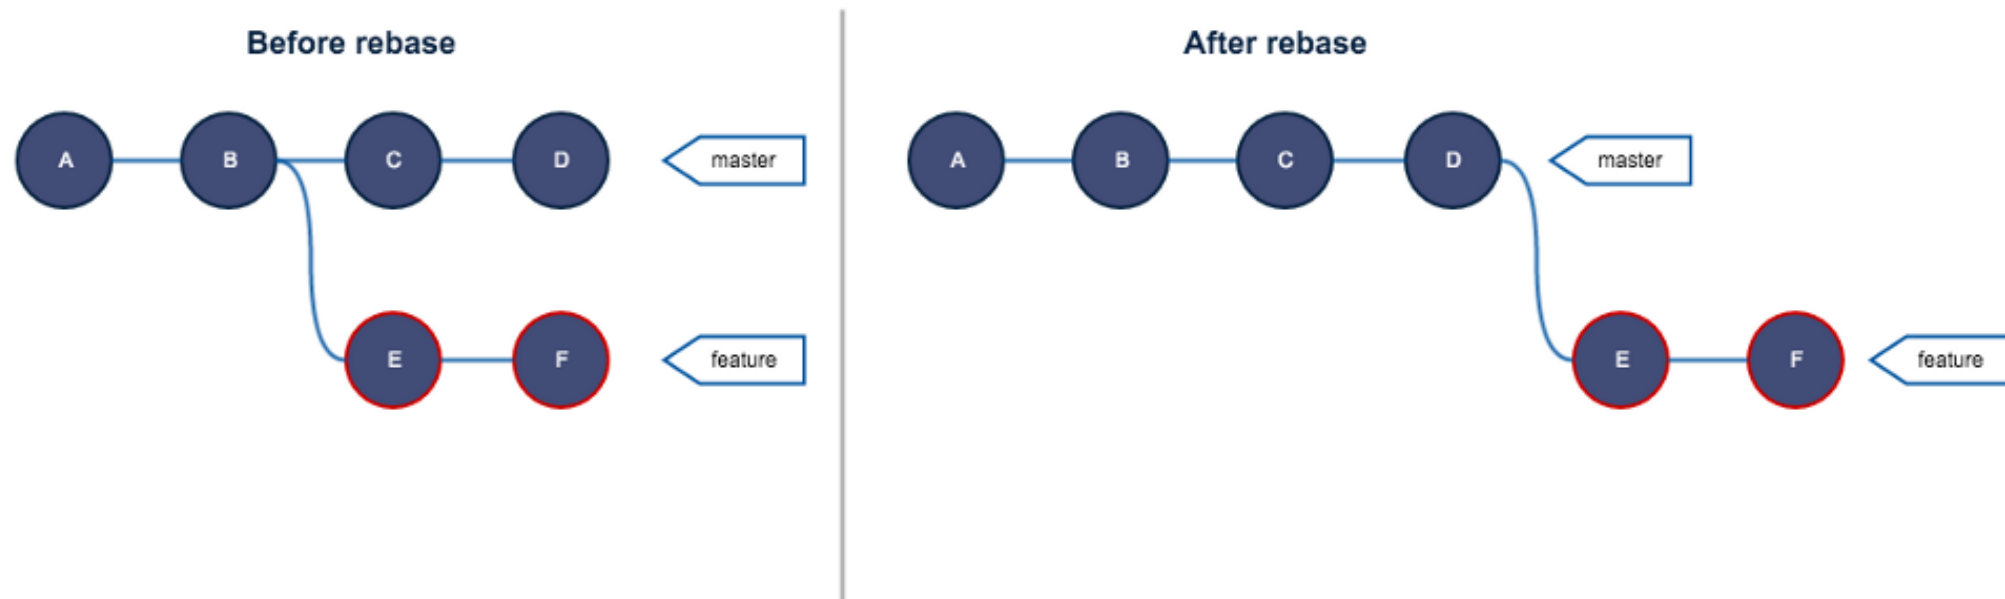 Before rebase
A
B
C
D
master
E
F
feature
After rebase
A
B
C
D
master
E
F
feature